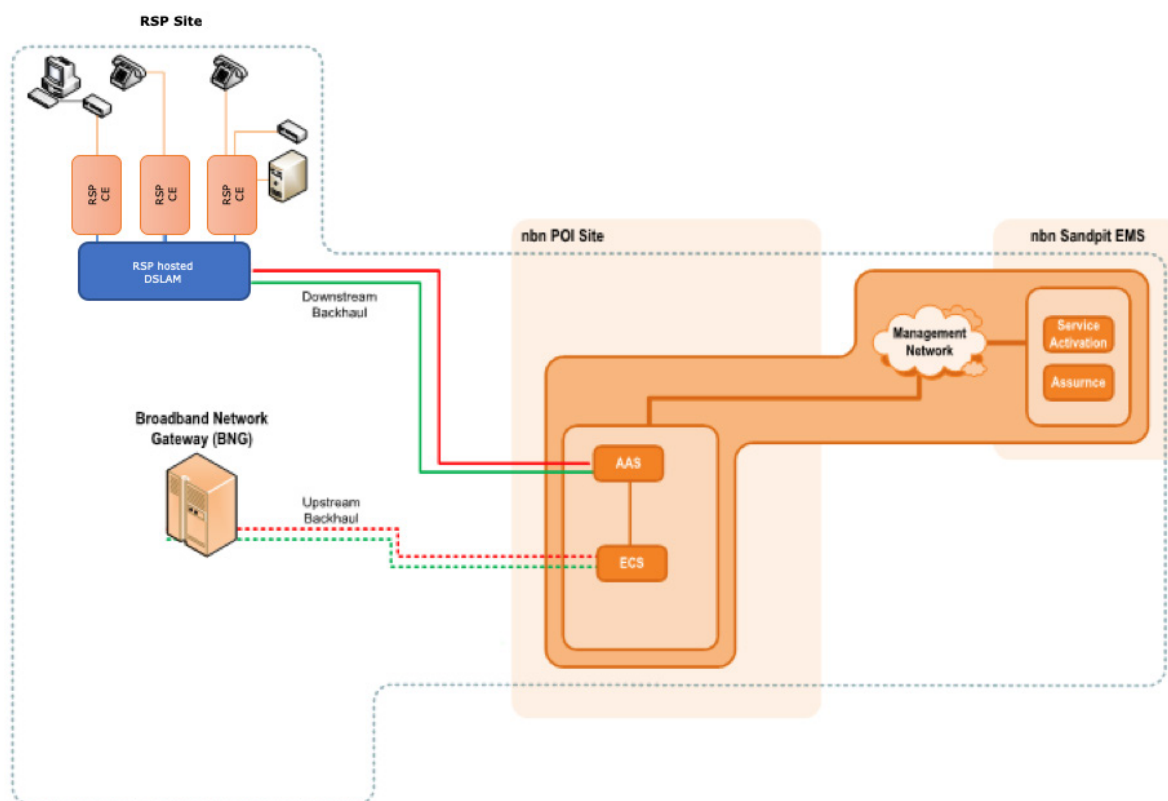 RSP Site
RSP
CE
RSP
CE
RSP
CE
RSP hosted
DSLAM
Downstream
Backhaul
Broadband Network
Gateway (BNG)
Upstream
Backhaul
nbn POI Site
AAS
ECS
nbn Sandpit EMS
Management
Network
Service
Activation
Assurnce